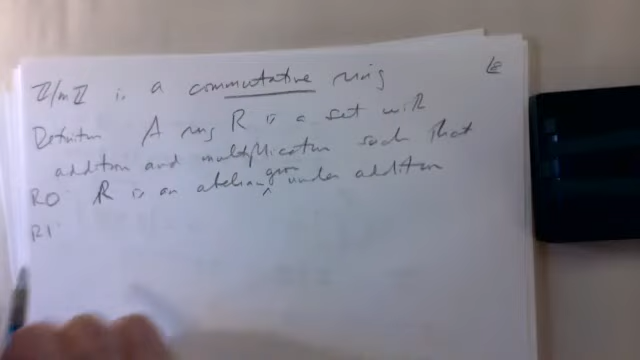 ℤ/mℤ is a commutative ring
Definition A ring R is a set with
addition and multiplication such that
R0 R is an abelian group under addition
R1